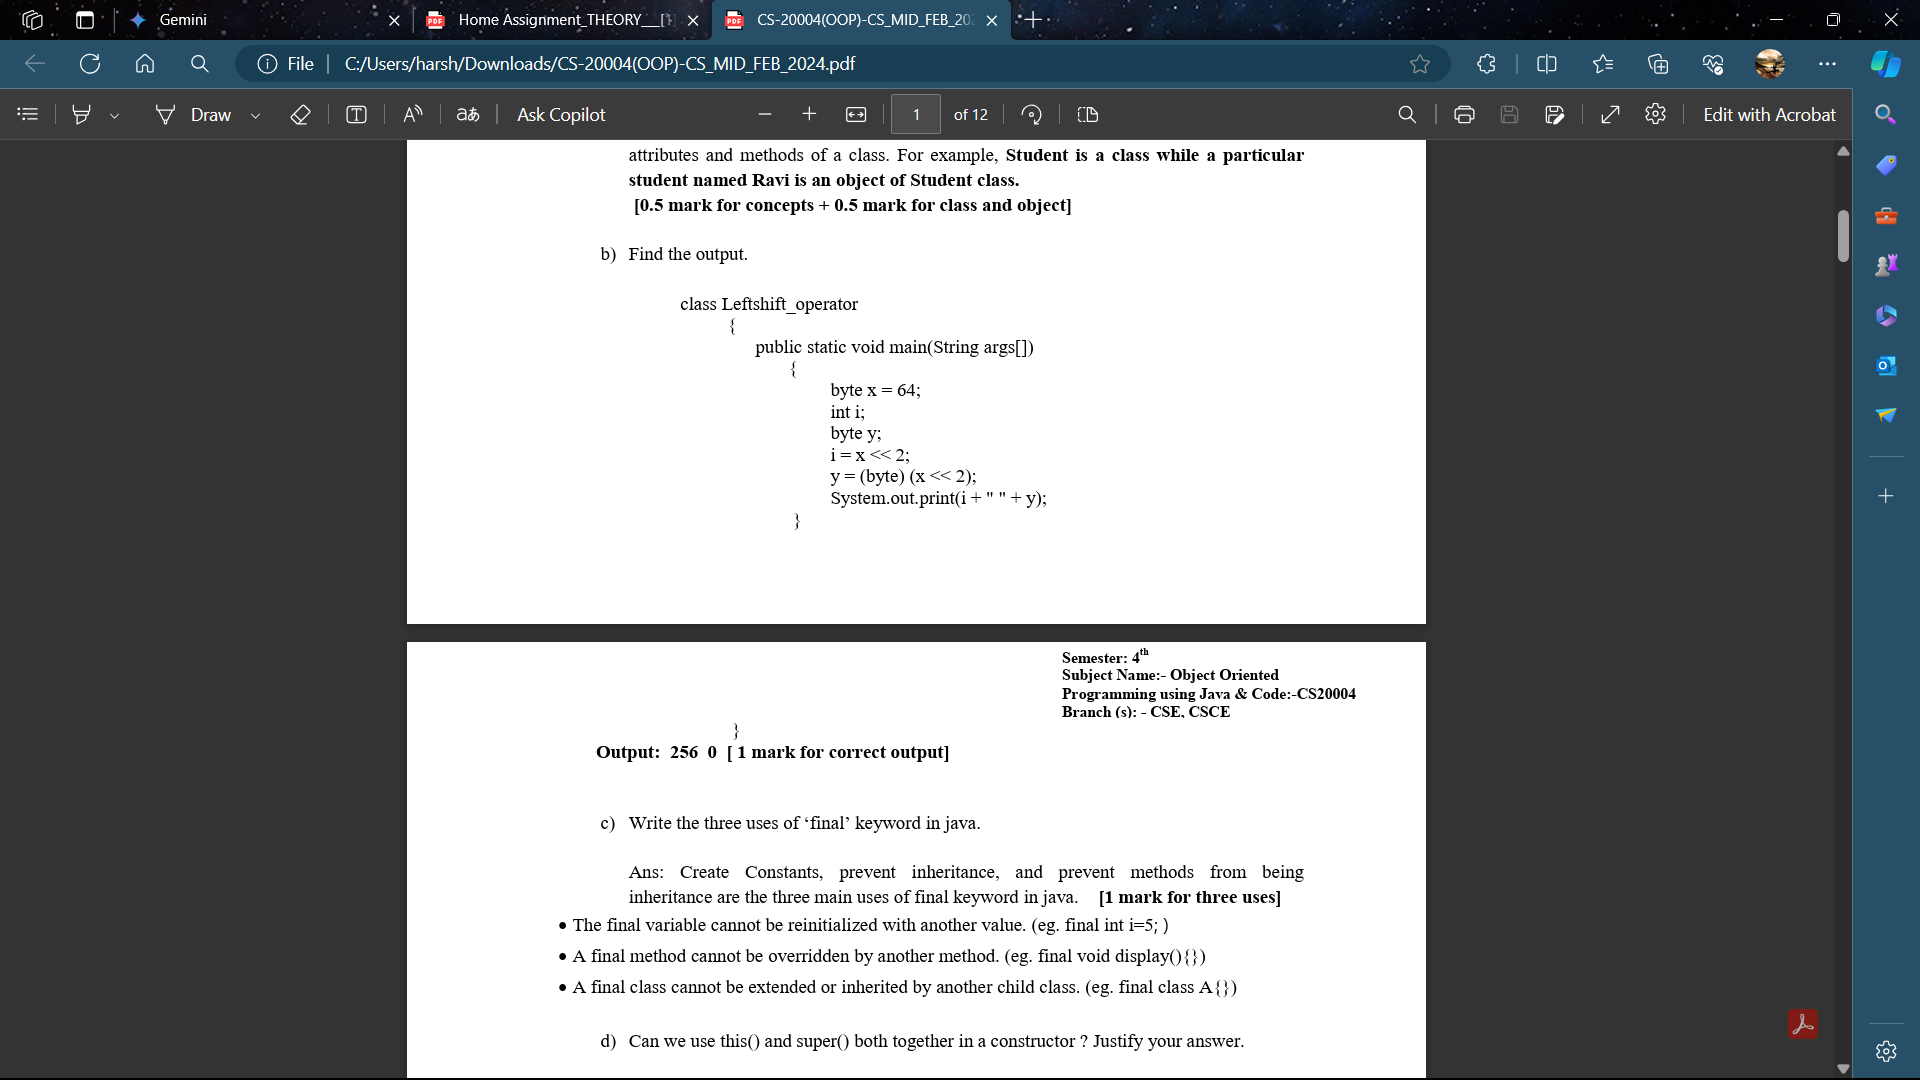 Gemini
Home Assignment_THEORY__[1]
CS-20004(OOP)-CS_MID_FEB_202
File
C:/Users/harsh/Downloads/CS-20004(OOP)-CS_MID_FEB_2024.pdf
Draw
aあ
Ask Copilot
1
of 12
Edit with Acrobat
attributes and methods of a class. For example, Student is a class while a particular
student named Ravi is an object of Student class.
[0.5 mark for concepts + 0.5 mark for class and object]
b) Find the output.
class Leftshift_operator
{
public static void main(String args[])
{
byte x = 64;
int i;
byte y;
i = x << 2;
y = (byte) (x << 2);
System.out.print(i + " " + y);
}
Semester: 4th
Subject Name:- Object Oriented
Programming using Java & Code:-CS20004
Branch (s): - CSE, CSCE
}
Output: 256 0 [ 1 mark for correct output]
c) Write the three uses of ‘final’ keyword in java.
Ans: Create Constants, prevent inheritance, and prevent methods from being
inheritance are the three main uses of final keyword in java. [1 mark for three uses]
• The final variable cannot be reinitialized with another value. (eg. final int i=5; )
• A final method cannot be overridden by another method. (eg. final void display(){})
• A final class cannot be extended or inherited by another child class. (eg. final class A{})
d) Can we use this() and super() both together in a constructor ? Justify your answer.